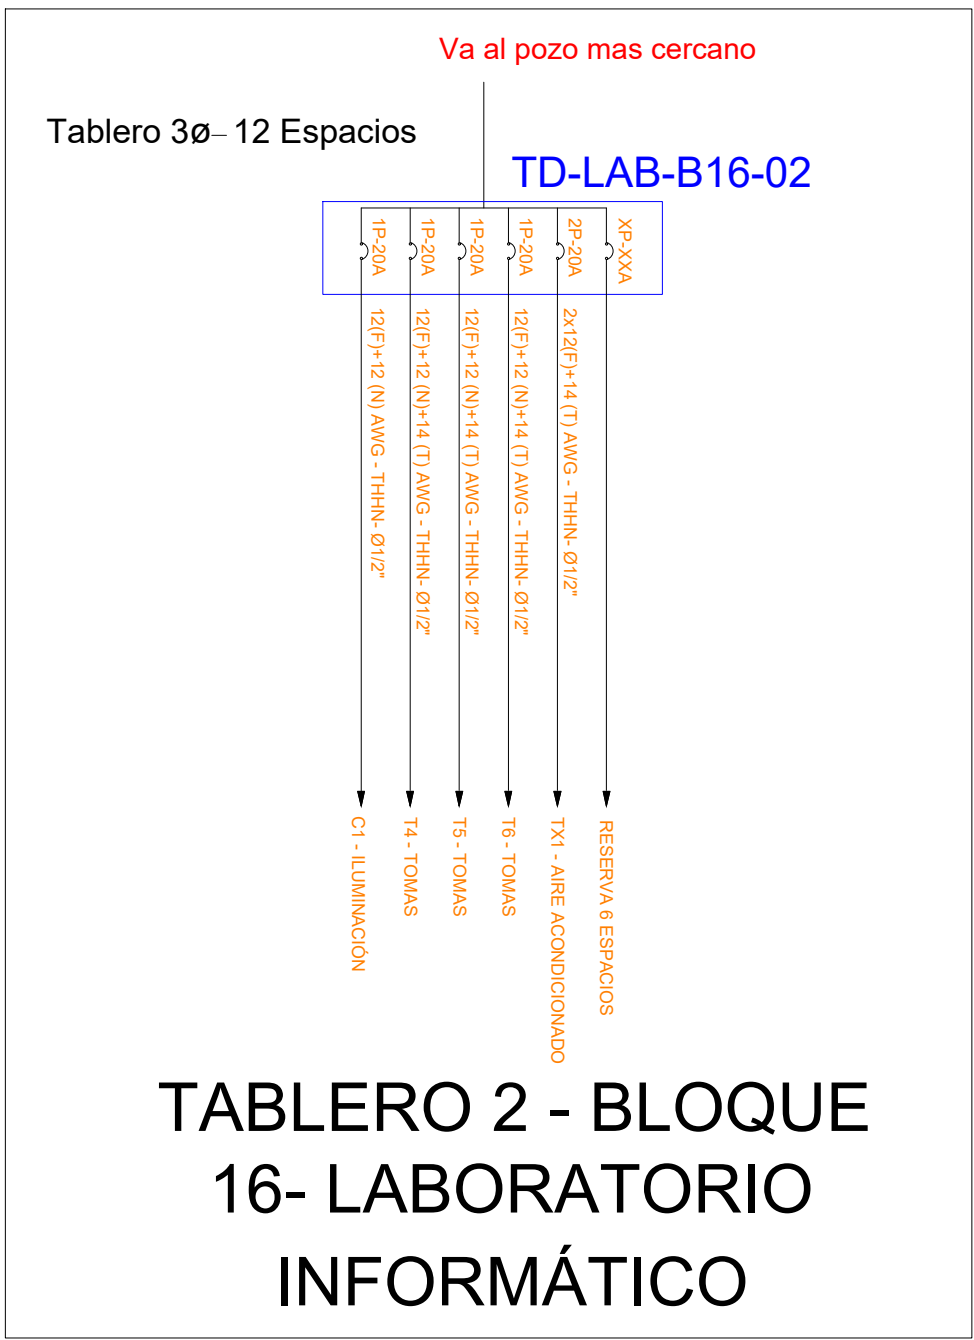 Va al pozo mas cercano
Tablero 3ø– 12 Espacios
TD-LAB-B16-02
1P-20A
1P-20A
1P-20A
1P-20A
2P-20A
XP-XXA
12(F)+12 (N) AWG - THHN- Ø1/2"
12(F)+12 (N)+14 (T) AWG - THHN- Ø1/2"
12(F)+12 (N)+14 (T) AWG - THHN- Ø1/2"
12(F)+12 (N)+14 (T) AWG - THHN- Ø1/2"
2x12(F)+14 (T) AWG - THHN- Ø1/2"
C1 - ILUMINACIÓN
T4 - TOMAS
T5 - TOMAS
T6 - TOMAS
TX1 - AIRE ACONDICIONADO
RESERVA 6 ESPACIOS
TABLERO 2 - BLOQUE
16- LABORATORIO
INFORMÁTICO